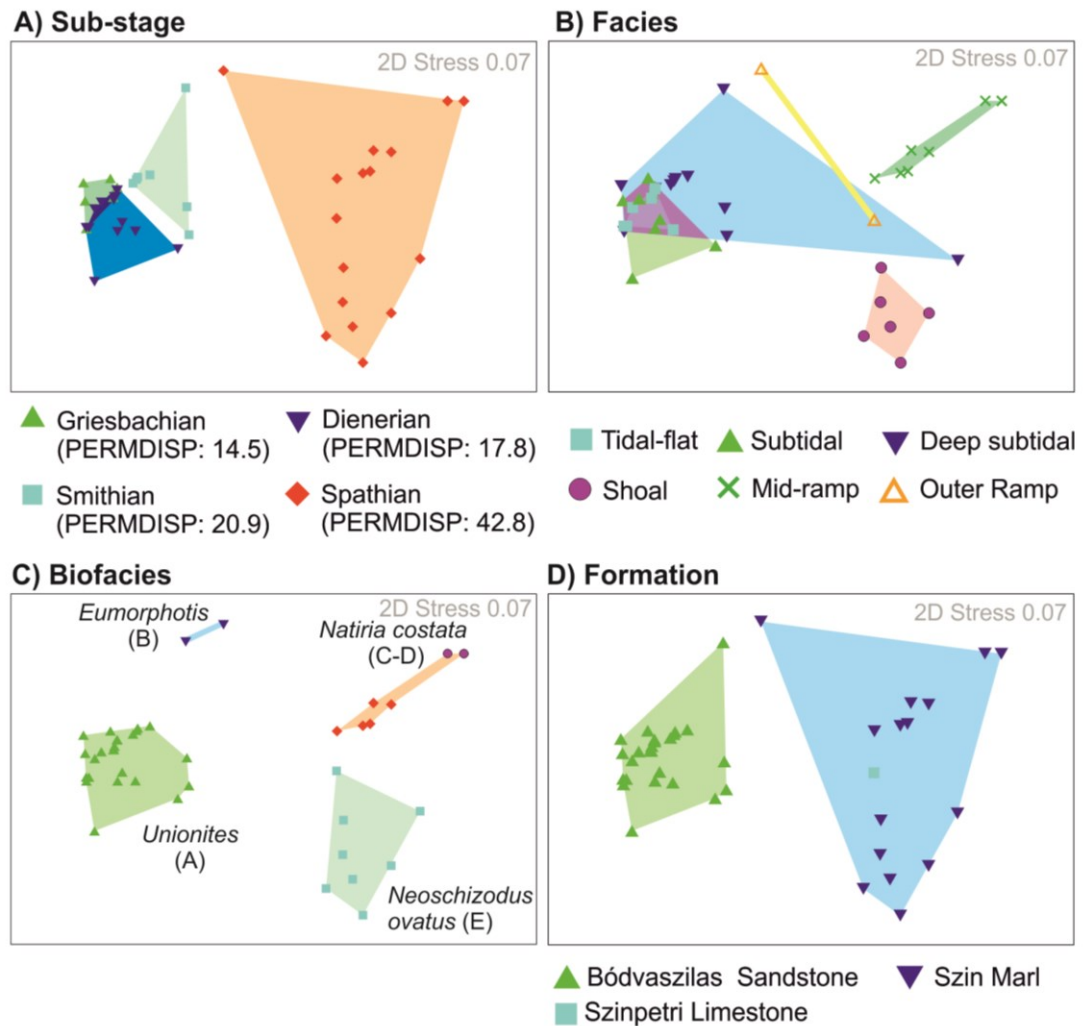 A) Sub-stage
2D Stress 0.07
Griesbachian
(PERMDISP: 14.5)
Dienerian
(PERMDISP: 17.8)
Smithian
(PERMDISP: 20.9)
Spathian
(PERMDISP: 42.8)
B) Facies
2D Stress 0.07
Tidal-flat
Subtidal
Deep subtidal
Shoal
Mid-ramp
Outer Ramp
C) Biofacies
2D Stress 0.07
Eumorphotis
(B)
Natiria costata
(C-D)
Unionites
(A)
Neoschizodus
ovatus (E)
D) Formation
2D Stress 0.07
Bódvaszilas Sandstone
Szin Marl
Szinpetri Limestone